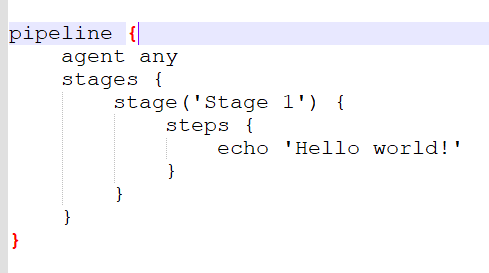 pipeline {
    agent any
    stages {
        stage('Stage 1') {
            steps {
                echo 'Hello world!'
            }
        }
    }
}